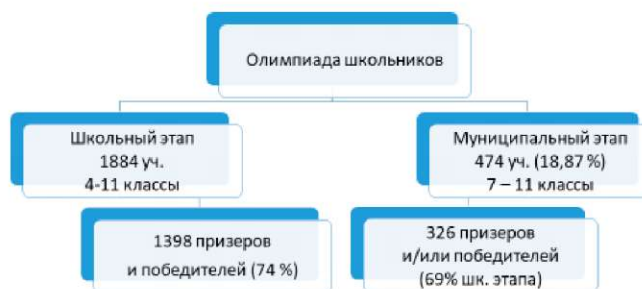 Олимпиада школьников
Школьный этап
1884 уч.
4-11 классы
Муниципальный этап
474 уч. (18,87 %)
7 – 11 классы
1398 призеров
и победителей (74 %)
326 призеров
и/или победителей
(69% шк. этапа)